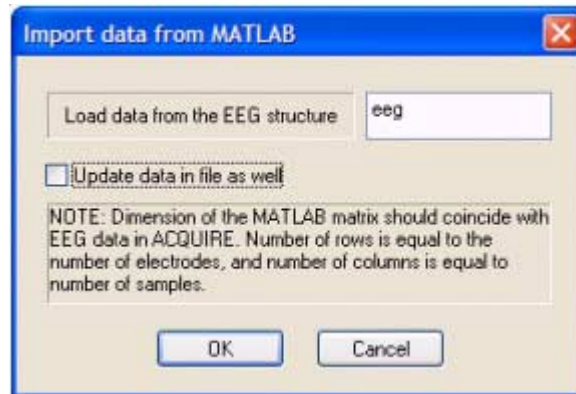 Import data from MATLAB
Load data from the EEG structure
eeg
Update data in file as well
NOTE: Dimension of the MATLAB matrix should coincide with
EEG data in ACQUIRE. Number of rows is equal to the
number of electrodes, and number of columns is equal to
number of samples.
OK
Cancel